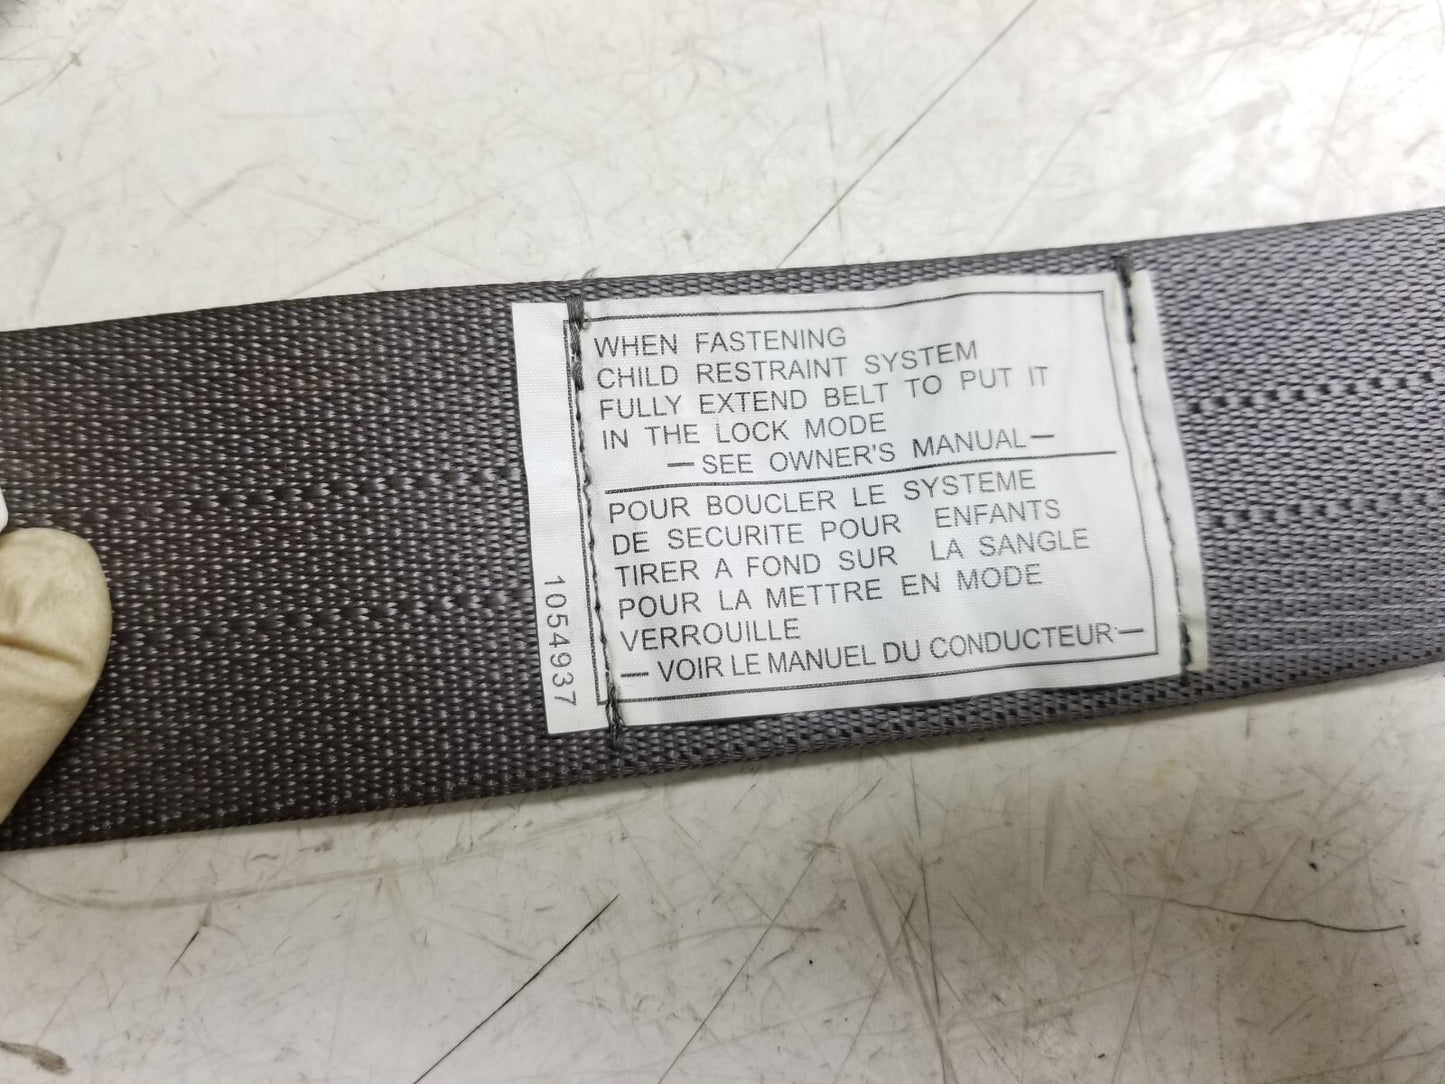 WHEN FASTENING
CHILD RESTRAINT SYSTEM
FULLY EXTEND BELT TO PUT IT
IN THE LOCK MODE
— SEE OWNER'S MANUAL —
POUR BOUCLER LE SYSTEME
DE SECURITE POUR ENFANTS
TIRER A FOND SUR LA SANGLE
POUR LA METTRE EN MODE
VERROUILLE
— VOIR LE MANUEL DU CONDUCTEUR —
1054937